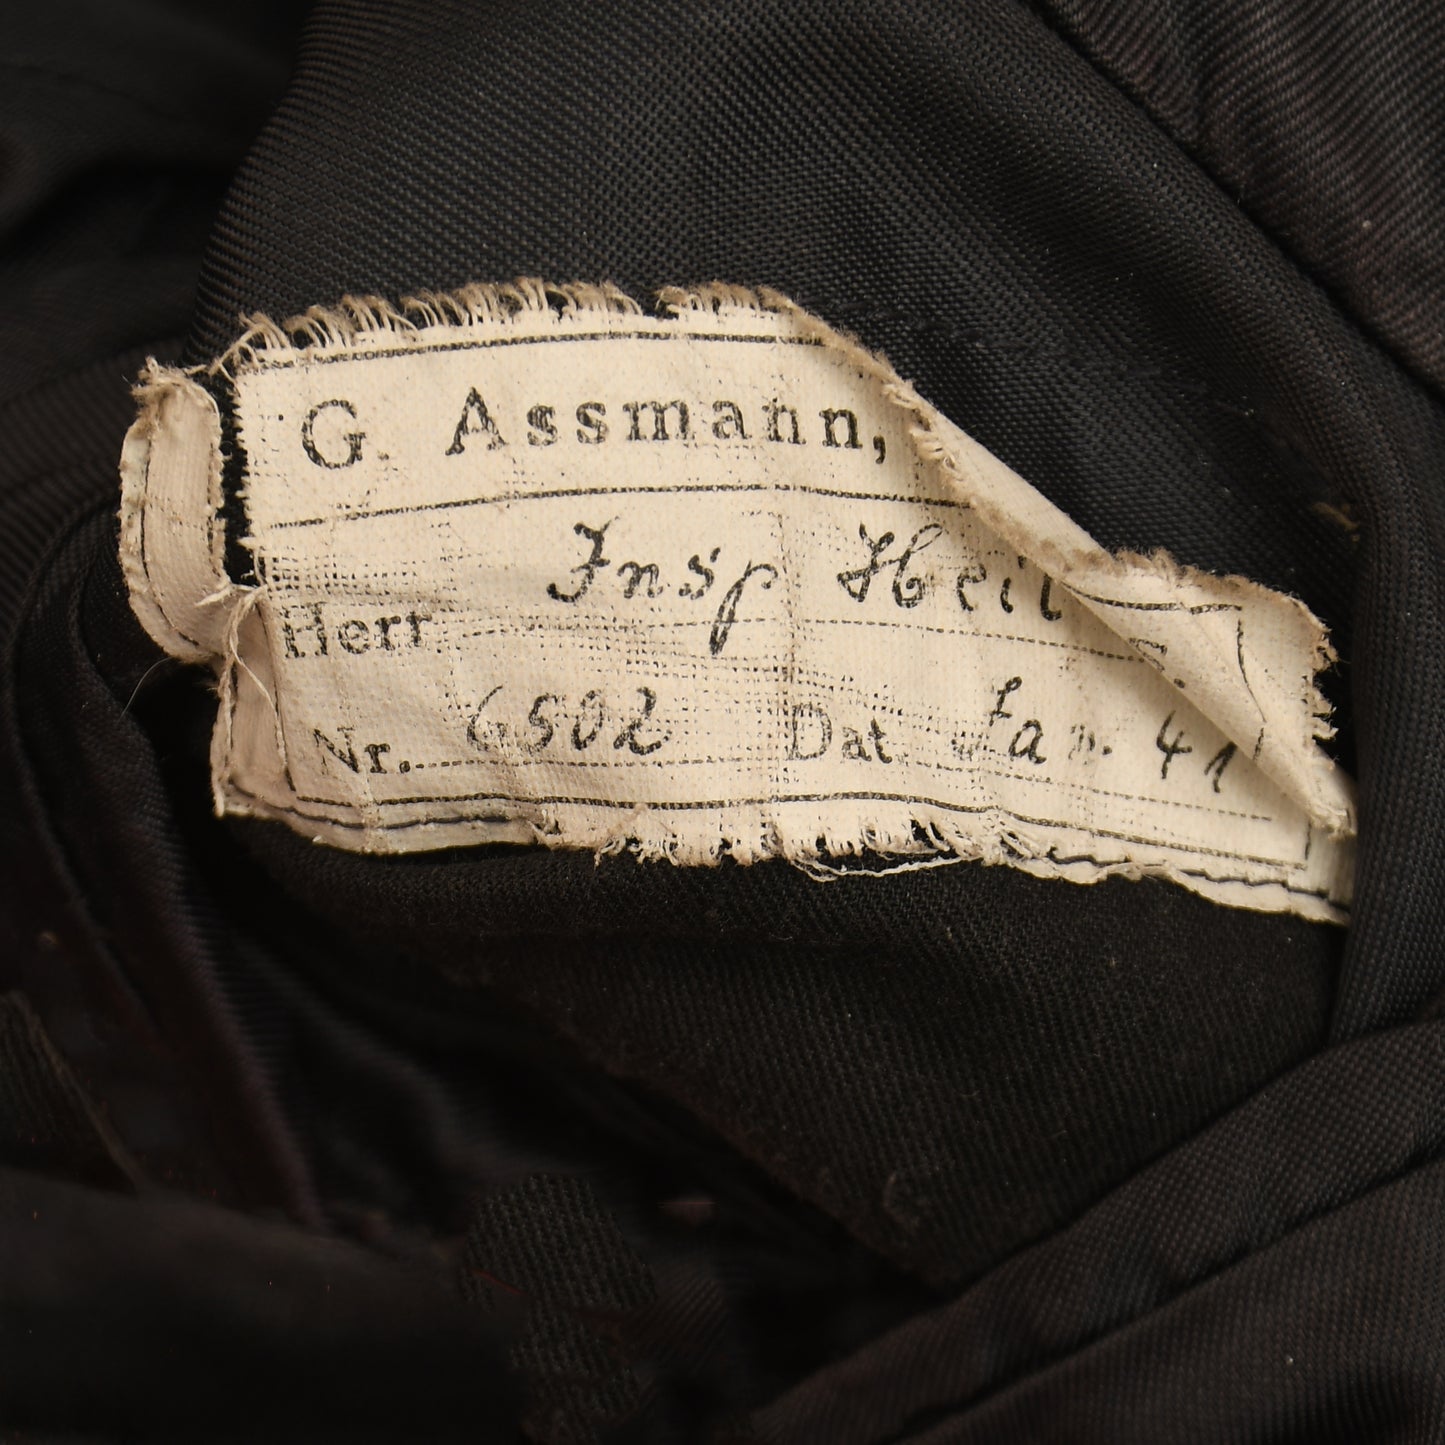 G. Assmann,
Herr Insp Heil
Nr. 6502 Dat. Jan. 41